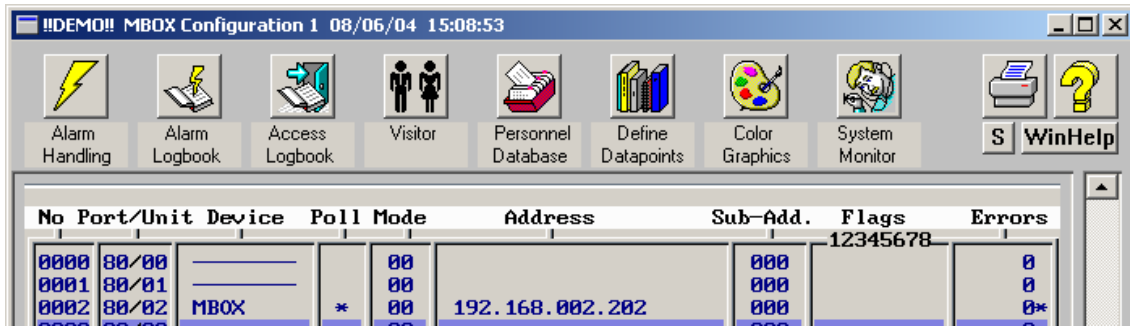 !!DEMO!! MBOX Configuration 1 08/06/04 15:08:53
Alarm Handling
Alarm Logbook
Access Logbook
Visitor
Personnel Database
Define Datapoints
Color Graphics
System Monitor
S WinHelp
No Port/Unit Device Poll Mode Address Sub-Add. Flags Errors
12345678
0000 80/00 00 000 0
0001 80/01 00 000 0
0002 80/02 MBOX * 00 192.168.002.202 000 0*